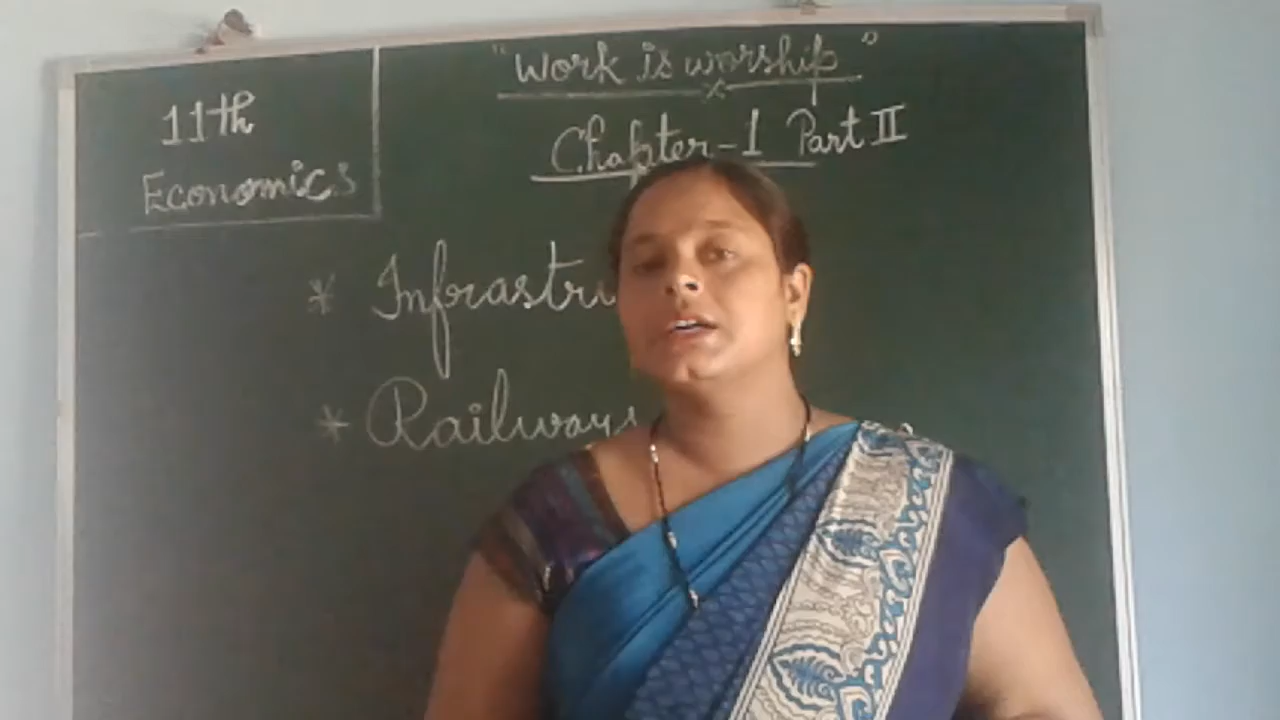 "Work is worship"
11th
Economics
Chapter-1 Part II
* Infrastru
* Railways